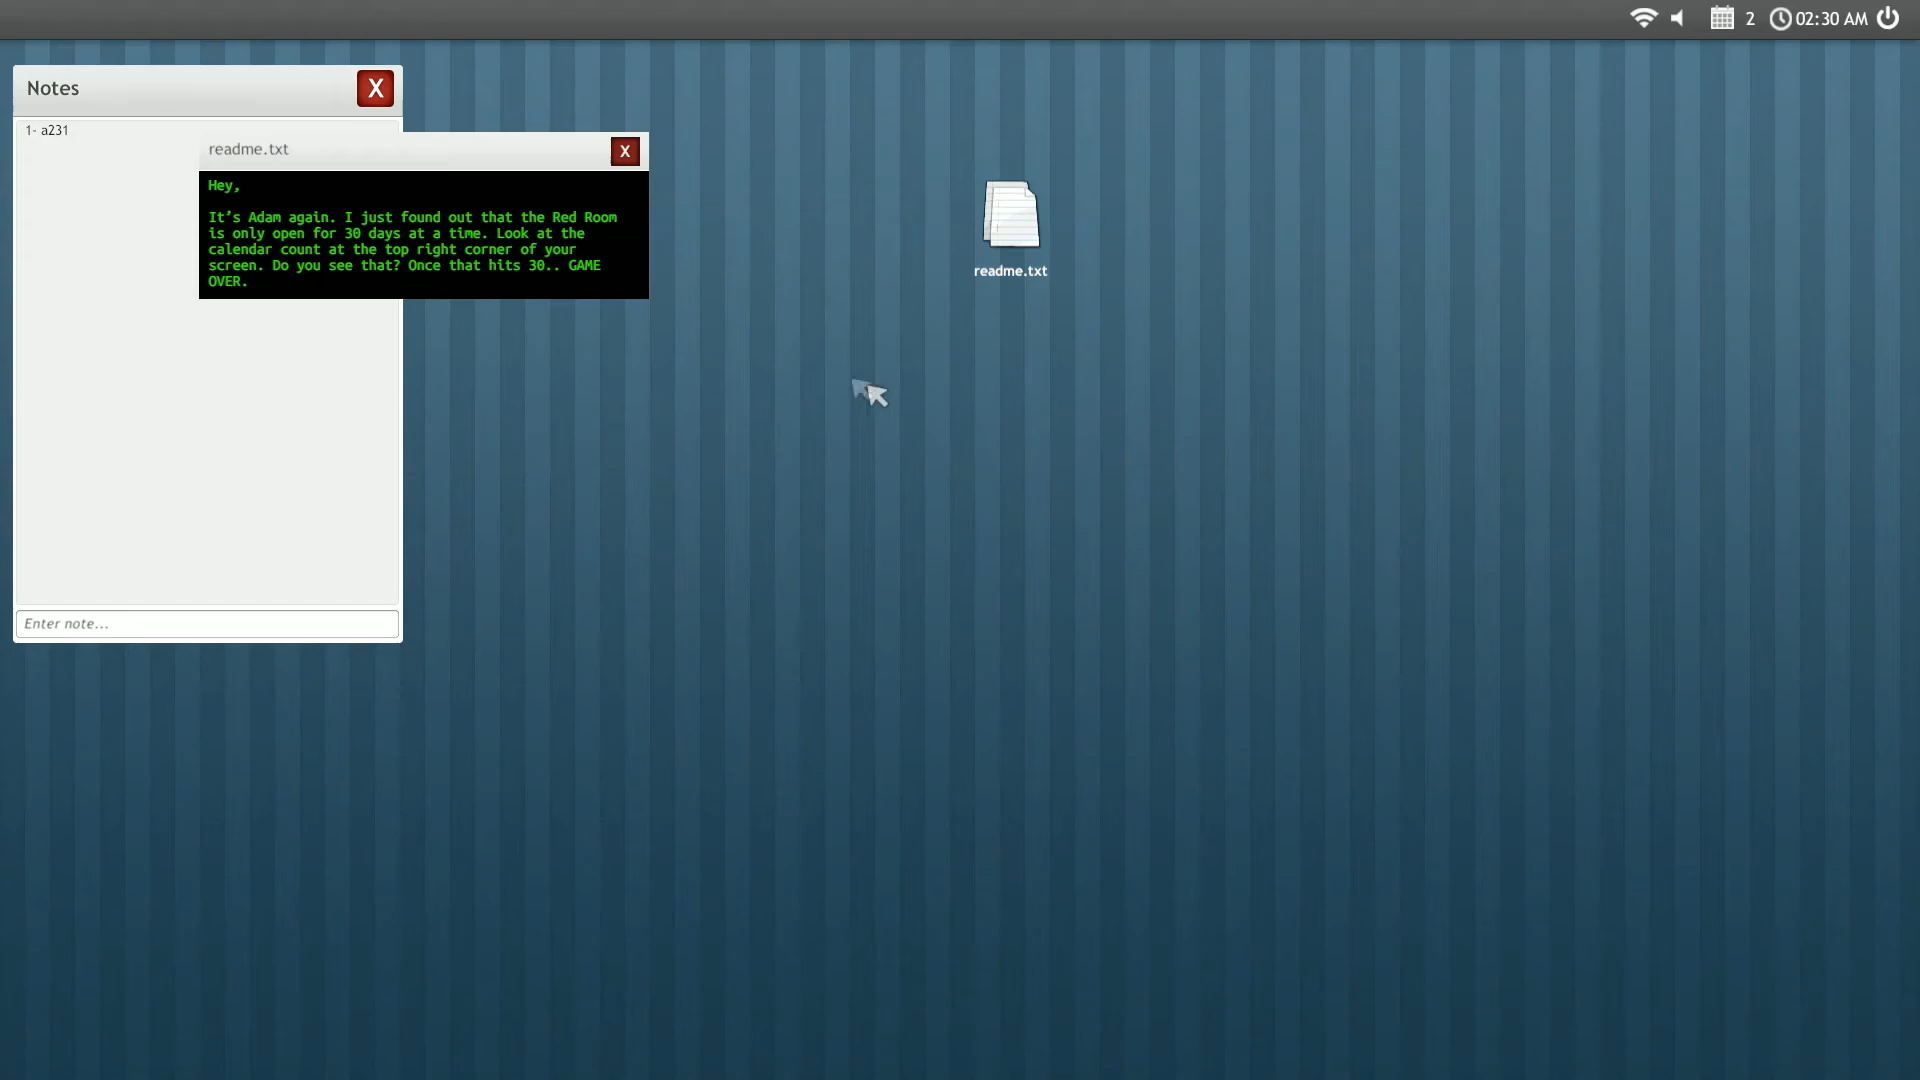 2 02:30 AM
Notes
X
1- a231
readme.txt
X
Hey,
It's Adam again. I just found out that the Red Room
is only open for 30 days at a time. Look at the
calendar count at the top right corner of your
screen. Do you see that? Once that hits 30.. GAME
OVER.
readme.txt
Enter note...